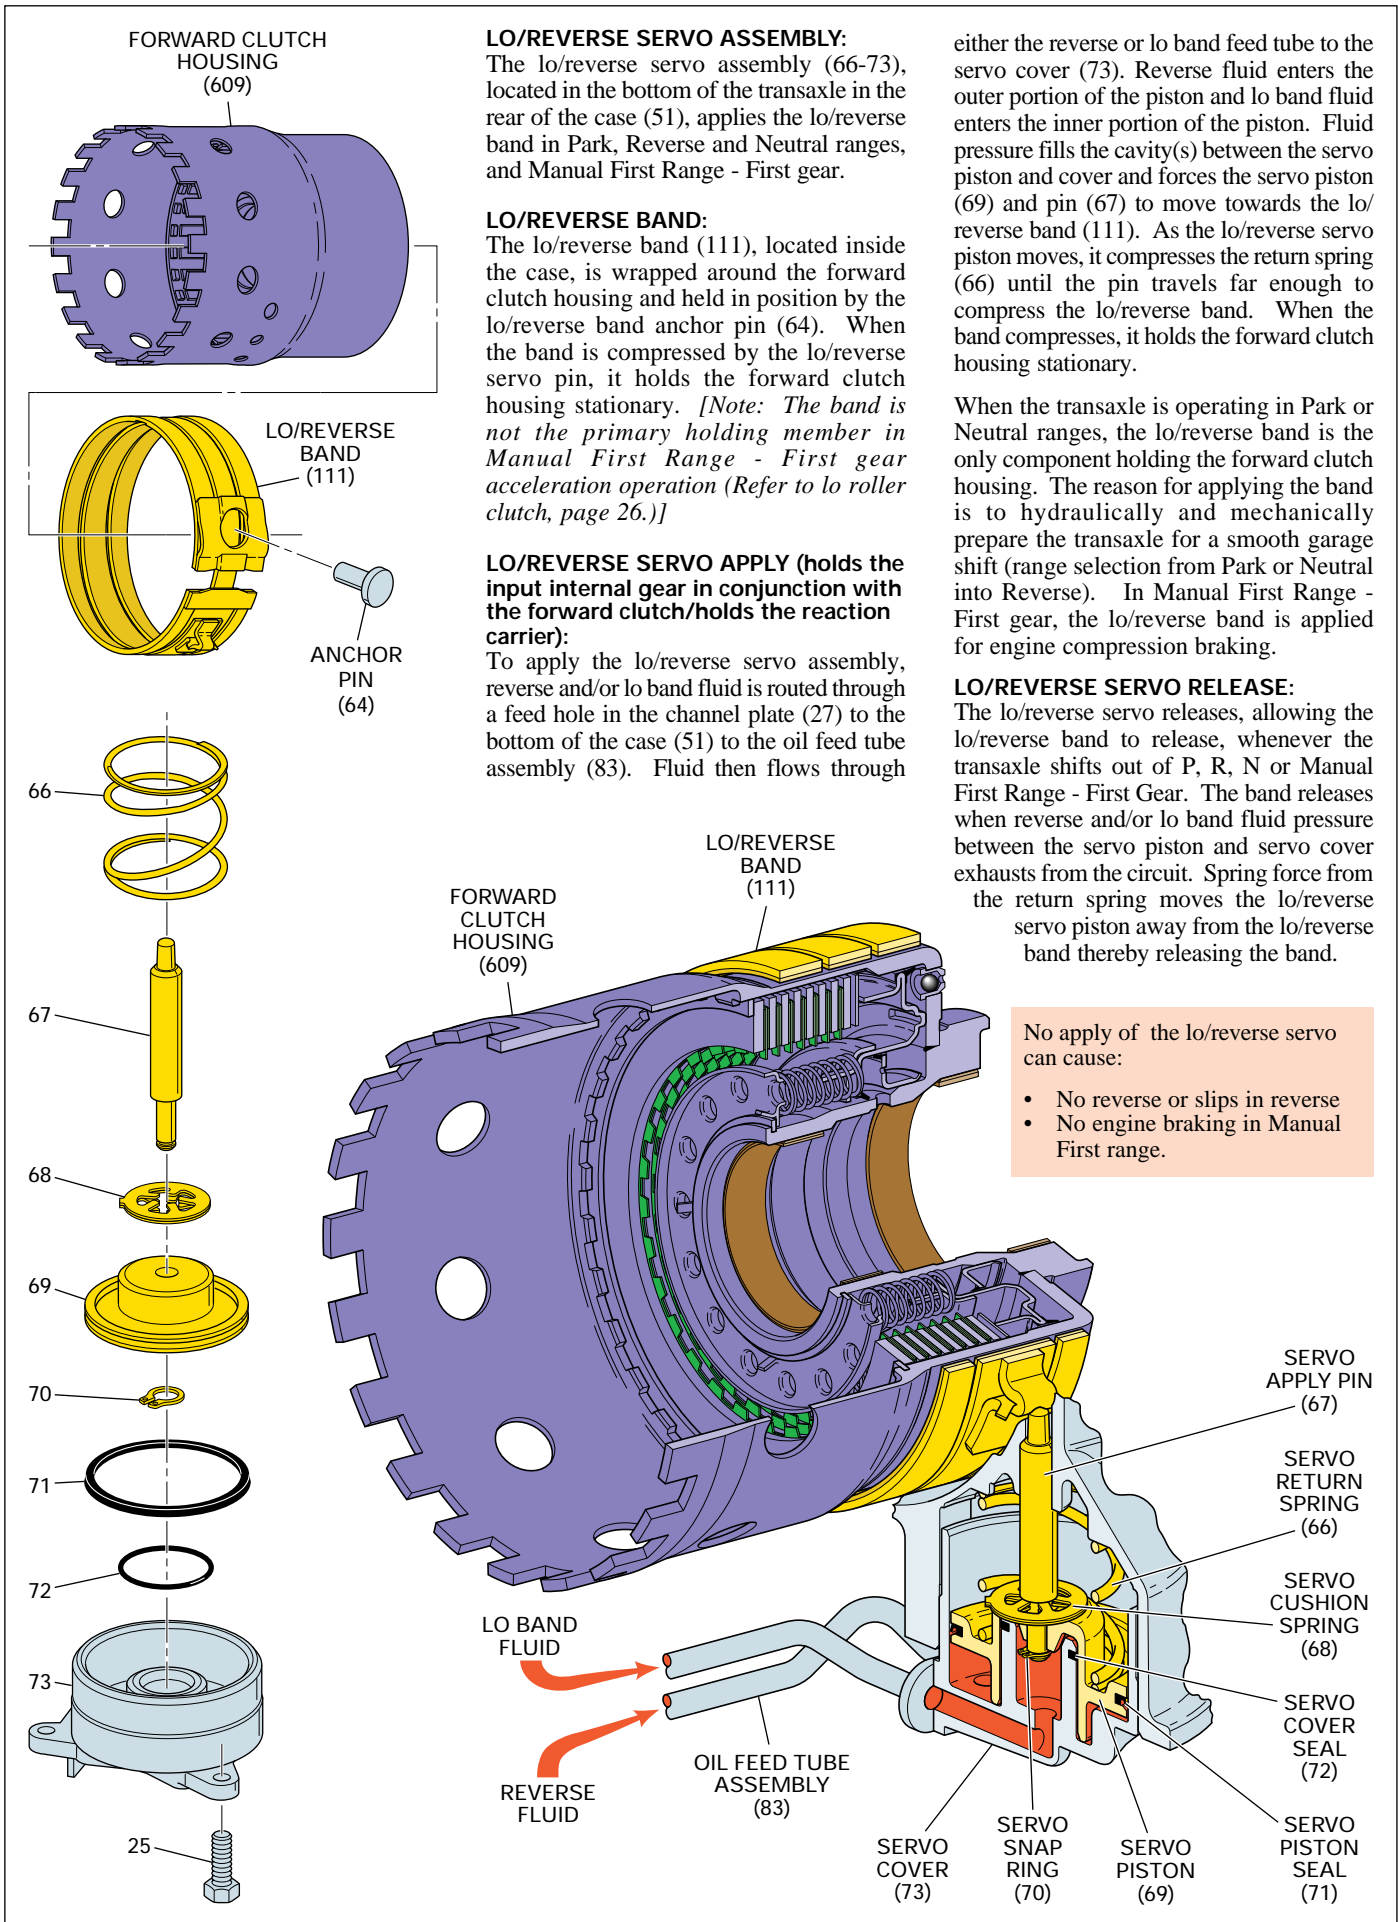 FORWARD CLUTCH
HOUSING
(609)
LO/REVERSE
BAND
(111)
ANCHOR
PIN
(64)
66
67
68
69
70
71
72
73
25
LO/REVERSE SERVO ASSEMBLY:
The lo/reverse servo assembly (66-73),
located in the bottom of the transaxle in the
rear of the case (51), applies the lo/reverse
band in Park, Reverse and Neutral ranges,
and Manual First Range - First gear.
LO/REVERSE BAND:
The lo/reverse band (111), located inside
the case, is wrapped around the forward
clutch housing and held in position by the
lo/reverse band anchor pin (64). When
the band is compressed by the lo/reverse
servo pin, it holds the forward clutch
housing stationary. [Note: The band is
not the primary holding member in
Manual First Range - First gear
acceleration operation (Refer to lo roller
clutch, page 26.)]
LO/REVERSE SERVO APPLY (holds the
input internal gear in conjunction with
the forward clutch/holds the reaction
carrier):
To apply the lo/reverse servo assembly,
reverse and/or lo band fluid is routed through
a feed hole in the channel plate (27) to the
bottom of the case (51) to the oil feed tube
assembly (83). Fluid then flows through
either the reverse or lo band feed tube to the
servo cover (73). Reverse fluid enters the
outer portion of the piston and lo band fluid
enters the inner portion of the piston. Fluid
pressure fills the cavity(s) between the servo
piston and cover and forces the servo piston
(69) and pin (67) to move towards the lo/
reverse band (111). As the lo/reverse servo
piston moves, it compresses the return spring
(66) until the pin travels far enough to
compress the lo/reverse band. When the
band compresses, it holds the forward clutch
housing stationary.
When the transaxle is operating in Park or
Neutral ranges, the lo/reverse band is the
only component holding the forward clutch
housing. The reason for applying the band
is to hydraulically and mechanically
prepare the transaxle for a smooth garage
shift (range selection from Park or Neutral
into Reverse). In Manual First Range -
First gear, the lo/reverse band is applied
for engine compression braking.
LO/REVERSE SERVO RELEASE:
The lo/reverse servo releases, allowing the
lo/reverse band to release, whenever the
transaxle shifts out of P, R, N or Manual
First Range - First Gear. The band releases
when reverse and/or lo band fluid pressure
between the servo piston and servo cover
exhausts from the circuit. Spring force from
the return spring moves the lo/reverse
servo piston away from the lo/reverse
band thereby releasing the band.
No apply of the lo/reverse servo
can cause:
• No reverse or slips in reverse
• No engine braking in Manual
First range.
LO/REVERSE
BAND
(111)
FORWARD
CLUTCH
HOUSING
(609)
SERVO
APPLY PIN
(67)
SERVO
RETURN
SPRING
(66)
SERVO
CUSHION
SPRING
(68)
SERVO
COVER
SEAL
(72)
SERVO
PISTON
SEAL
(71)
LO BAND
FLUID
REVERSE
FLUID
OIL FEED TUBE
ASSEMBLY
(83)
SERVO
COVER
(73)
SERVO
SNAP
RING
(70)
SERVO
PISTON
(69)